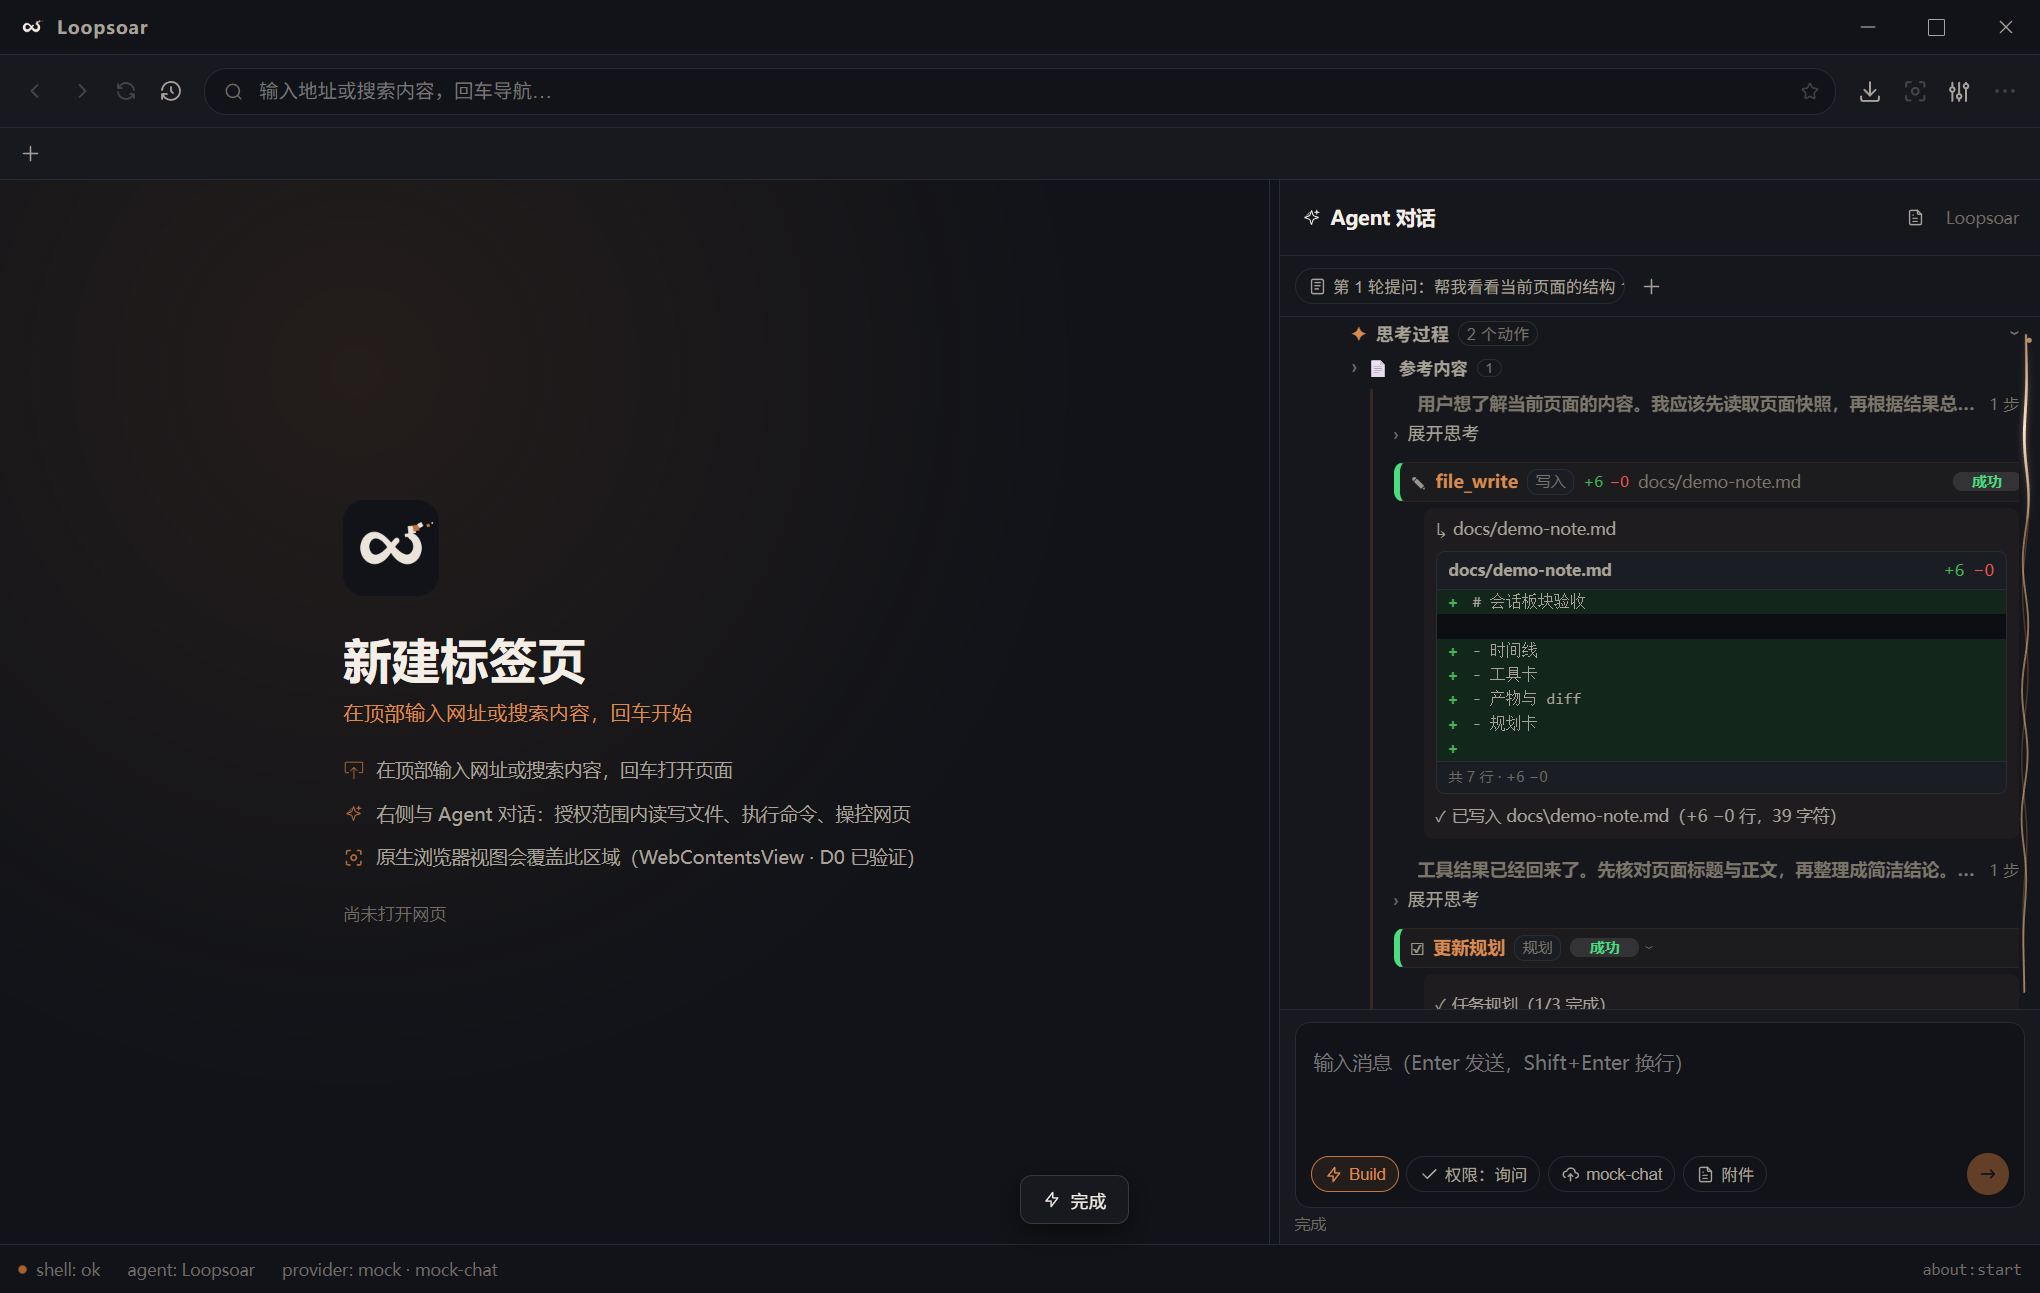 Loopsoar
输入地址或搜索内容，回车导航...
新建标签页
在顶部输入网址或搜索内容，回车开始
在顶部输入网址或搜索内容，回车打开页面
右侧与 Agent 对话：授权范围内读写文件、执行命令、操控网页
原生浏览器视图会覆盖此区域（WebContentsView · D0 已验证）
尚未打开网页
完成
Agent 对话
Loopsoar
第 1 轮提问：帮我看看当前页面的结构
思考过程 2 个动作
参考内容 1
用户想了解当前页面的内容。我应该先读取页面快照，再根据结果总... 1 步
展开思考
file_write 写入 +6 −0 docs/demo-note.md 成功
↳ docs/demo-note.md
docs/demo-note.md +6 −0
+ # 会话板块验收
+ - 时间线
+ - 工具卡
+ - 产物与 diff
+ - 规划卡
+
共 7 行 · +6 −0
✓ 已写入 docs\demo-note.md（+6 −0 行，39 字符）
工具结果已经回来了。先核对页面标题与正文，再整理成简洁结论。... 1 步
展开思考
更新规划 规划 成功
✓ 任务规划（1/3 完成）
输入消息（Enter 发送，Shift+Enter 换行）
Build 权限：询问 mock-chat 附件
完成
shell: ok agent: Loopsoar provider: mock · mock-chat about:start